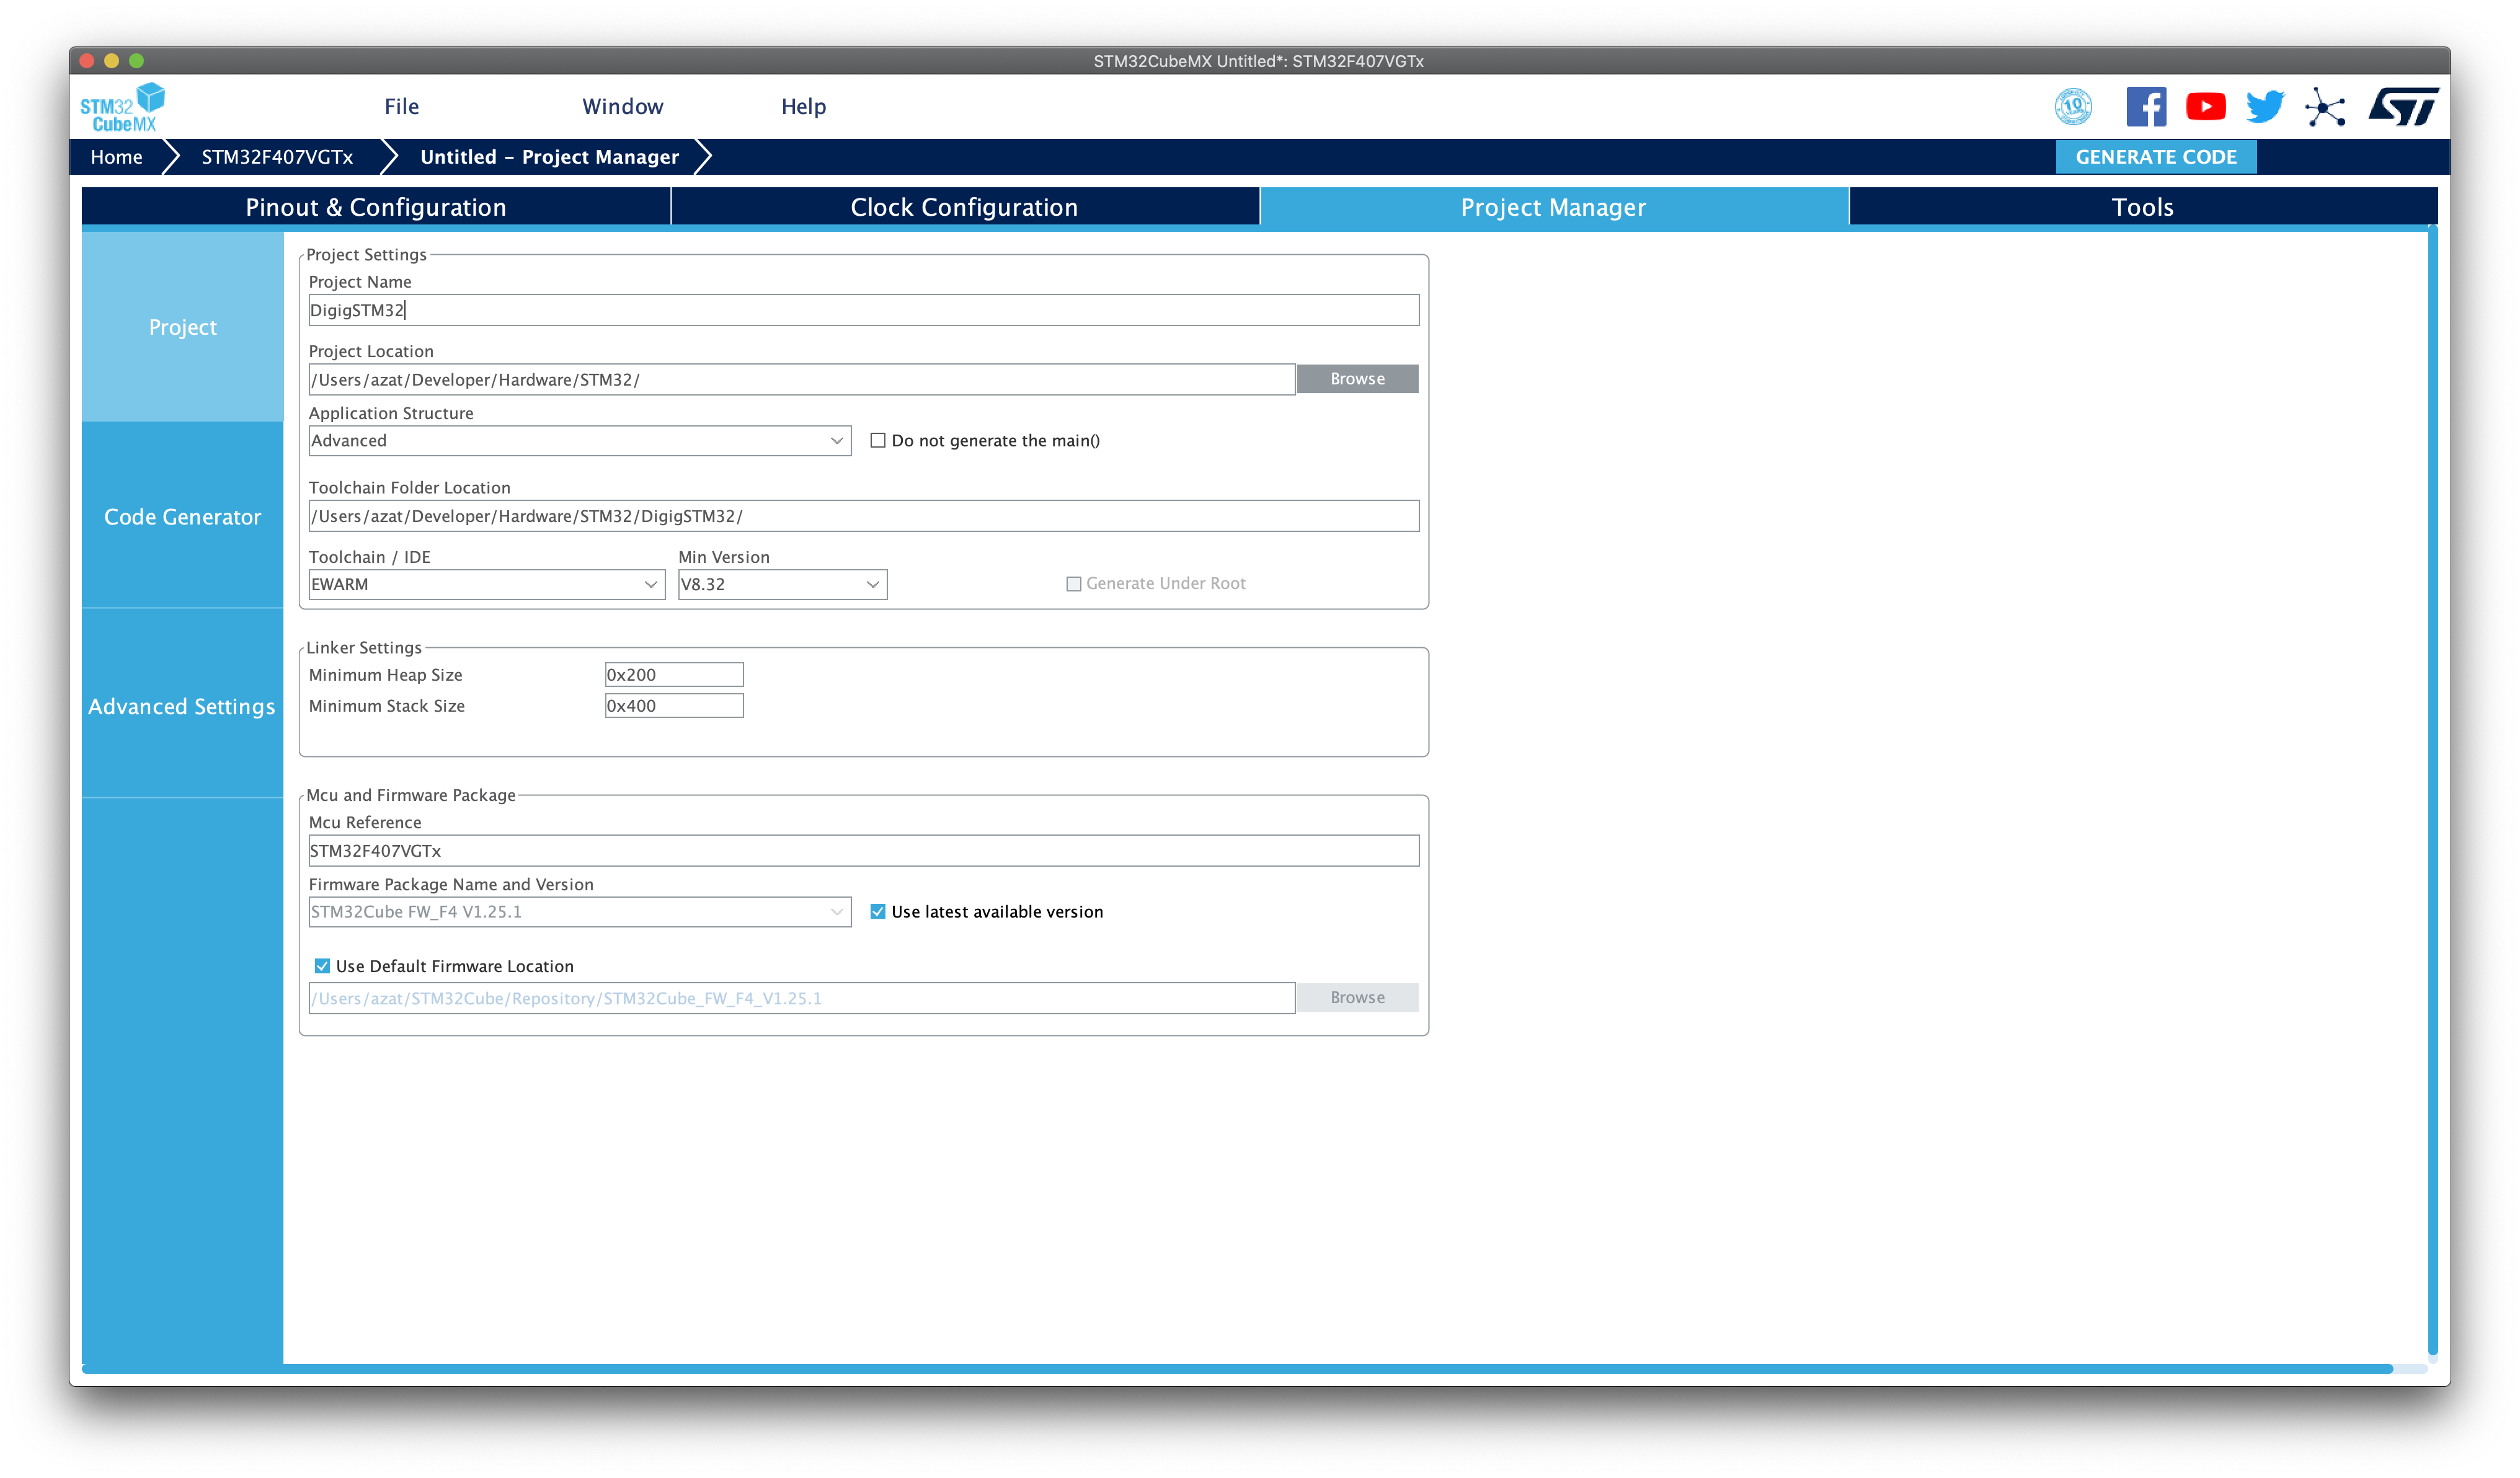 STM32CubeMX Untitled*: STM32F407VGTx
STM32 CubeMX
File Window Help
10
Home STM32F407VGTx Untitled – Project Manager GENERATE CODE
Pinout & Configuration Clock Configuration Project Manager Tools
Project
Code Generator
Advanced Settings
Project Settings
Project Name
DigigSTM32
Project Location
/Users/azat/Developer/Hardware/STM32/ Browse
Application Structure
Advanced Do not generate the main()
Toolchain Folder Location
/Users/azat/Developer/Hardware/STM32/DigigSTM32/
Toolchain / IDE Min Version
EWARM V8.32 Generate Under Root
Linker Settings
Minimum Heap Size 0x200
Minimum Stack Size 0x400
Mcu and Firmware Package
Mcu Reference
STM32F407VGTx
Firmware Package Name and Version
STM32Cube FW_F4 V1.25.1 Use latest available version
Use Default Firmware Location
/Users/azat/STM32Cube/Repository/STM32Cube_FW_F4_V1.25.1 Browse